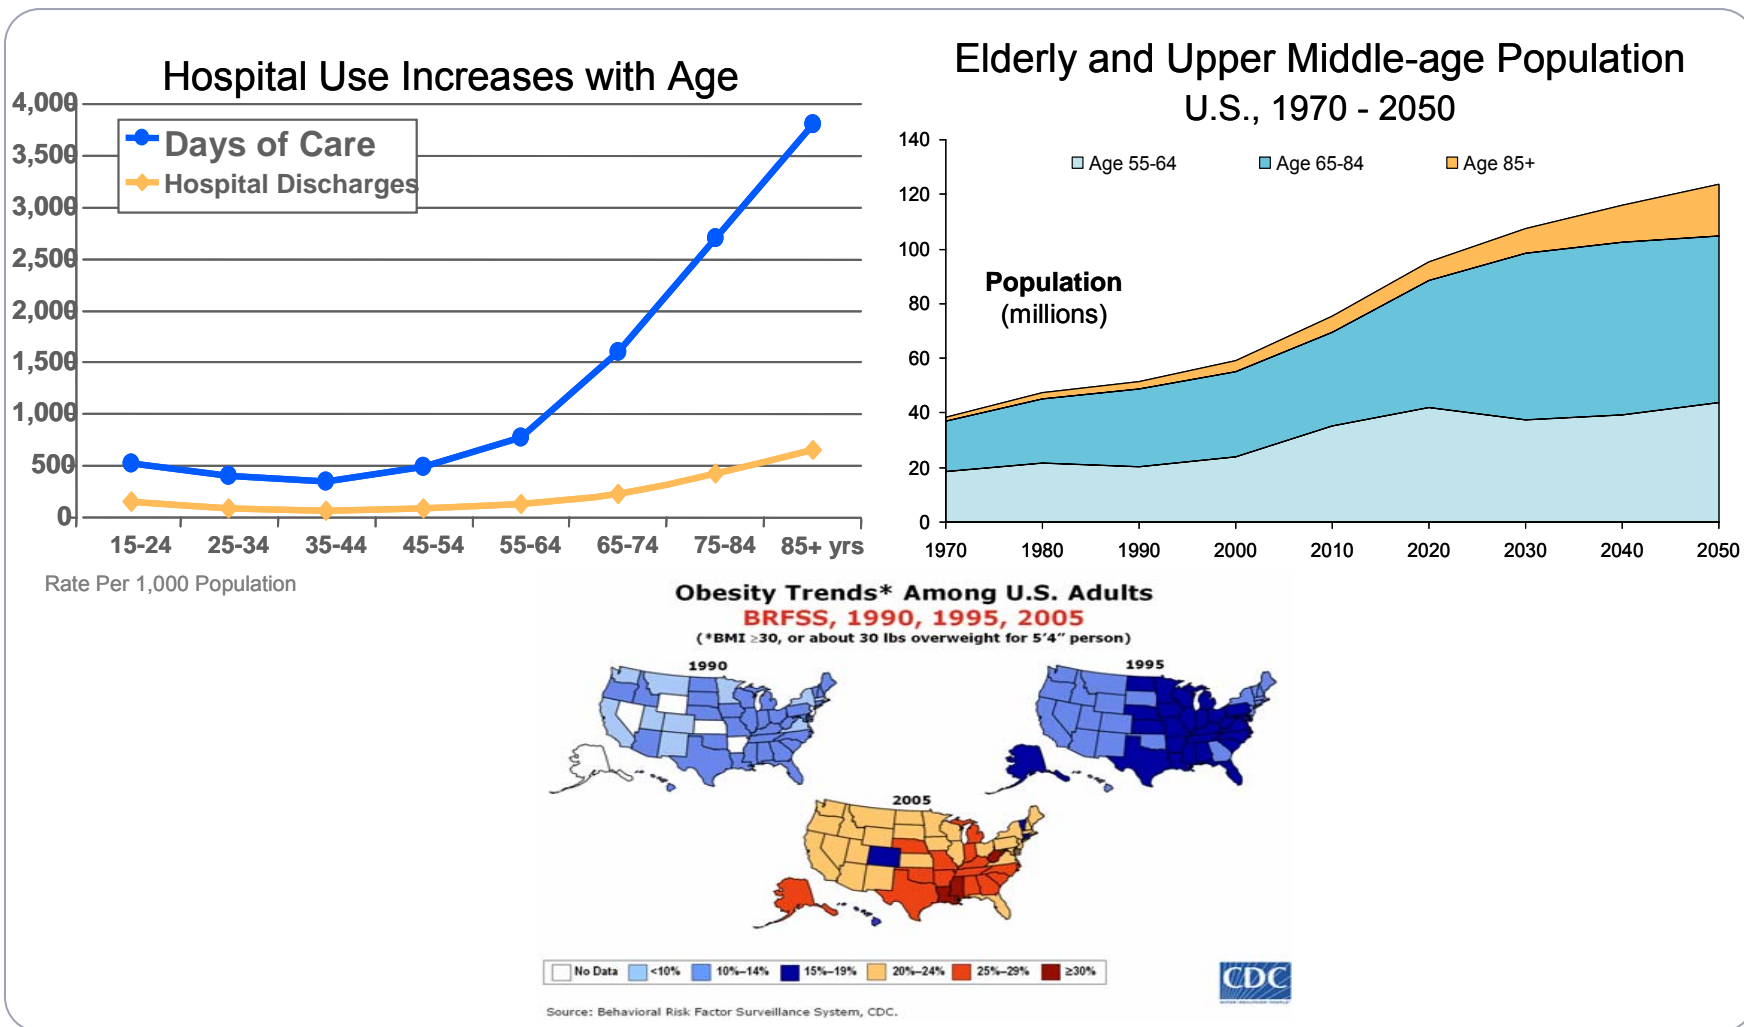 Hospital Use Increases with Age
4,000
3,500
3,000
2,500
2,000
1,500
1,000
500
0
Days of Care
Hospital Discharges
15-24 25-34 35-44 45-54 55-64 65-74 75-84 85+ yrs
Rate Per 1,000 Population
Elderly and Upper Middle-age Population
U.S., 1970 - 2050
140
120
100
80
60
40
20
0
Age 55-64 Age 65-84 Age 85+
Population
(millions)
1970 1980 1990 2000 2010 2020 2030 2040 2050
Obesity Trends* Among U.S. Adults
BRFSS, 1990, 1995, 2005
(*BMI ≥30, or about 30 lbs overweight for 5'4" person)
1990
1995
2005
No Data <10% 10%–14% 15%–19% 20%–24% 25%–29% ≥30%
CDC
Source: Behavioral Risk Factor Surveillance System, CDC.